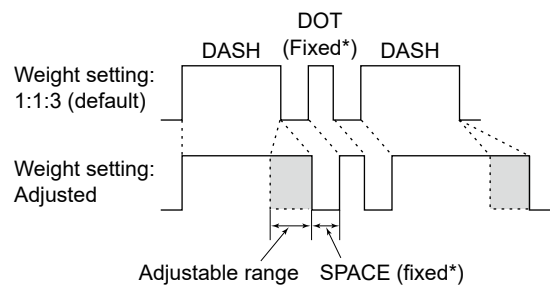 DOT
DASH (Fixed*) DASH
Weight setting:
1:1:3 (default)
Weight setting:
Adjusted
Adjustable range SPACE (fixed*)